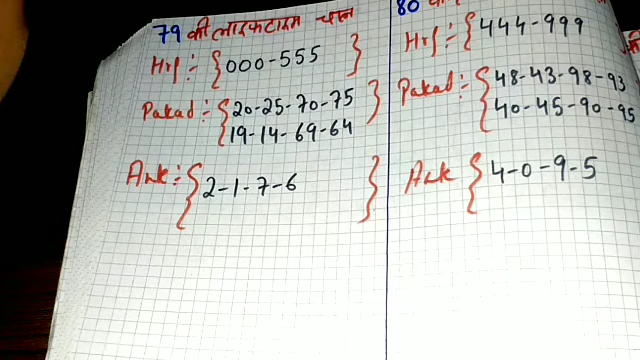 79 की लारकटारा चाल
Hrf :- { 000-555 }
Pakad :- { 20-25-70-75 }
19-14-69-64
Ank :- { 2-1-7-6 }
80
Hrf :- { 444-999
Pakad :- { 48-43-98-93
40-45-90-95
Ank { 4-0-9-5